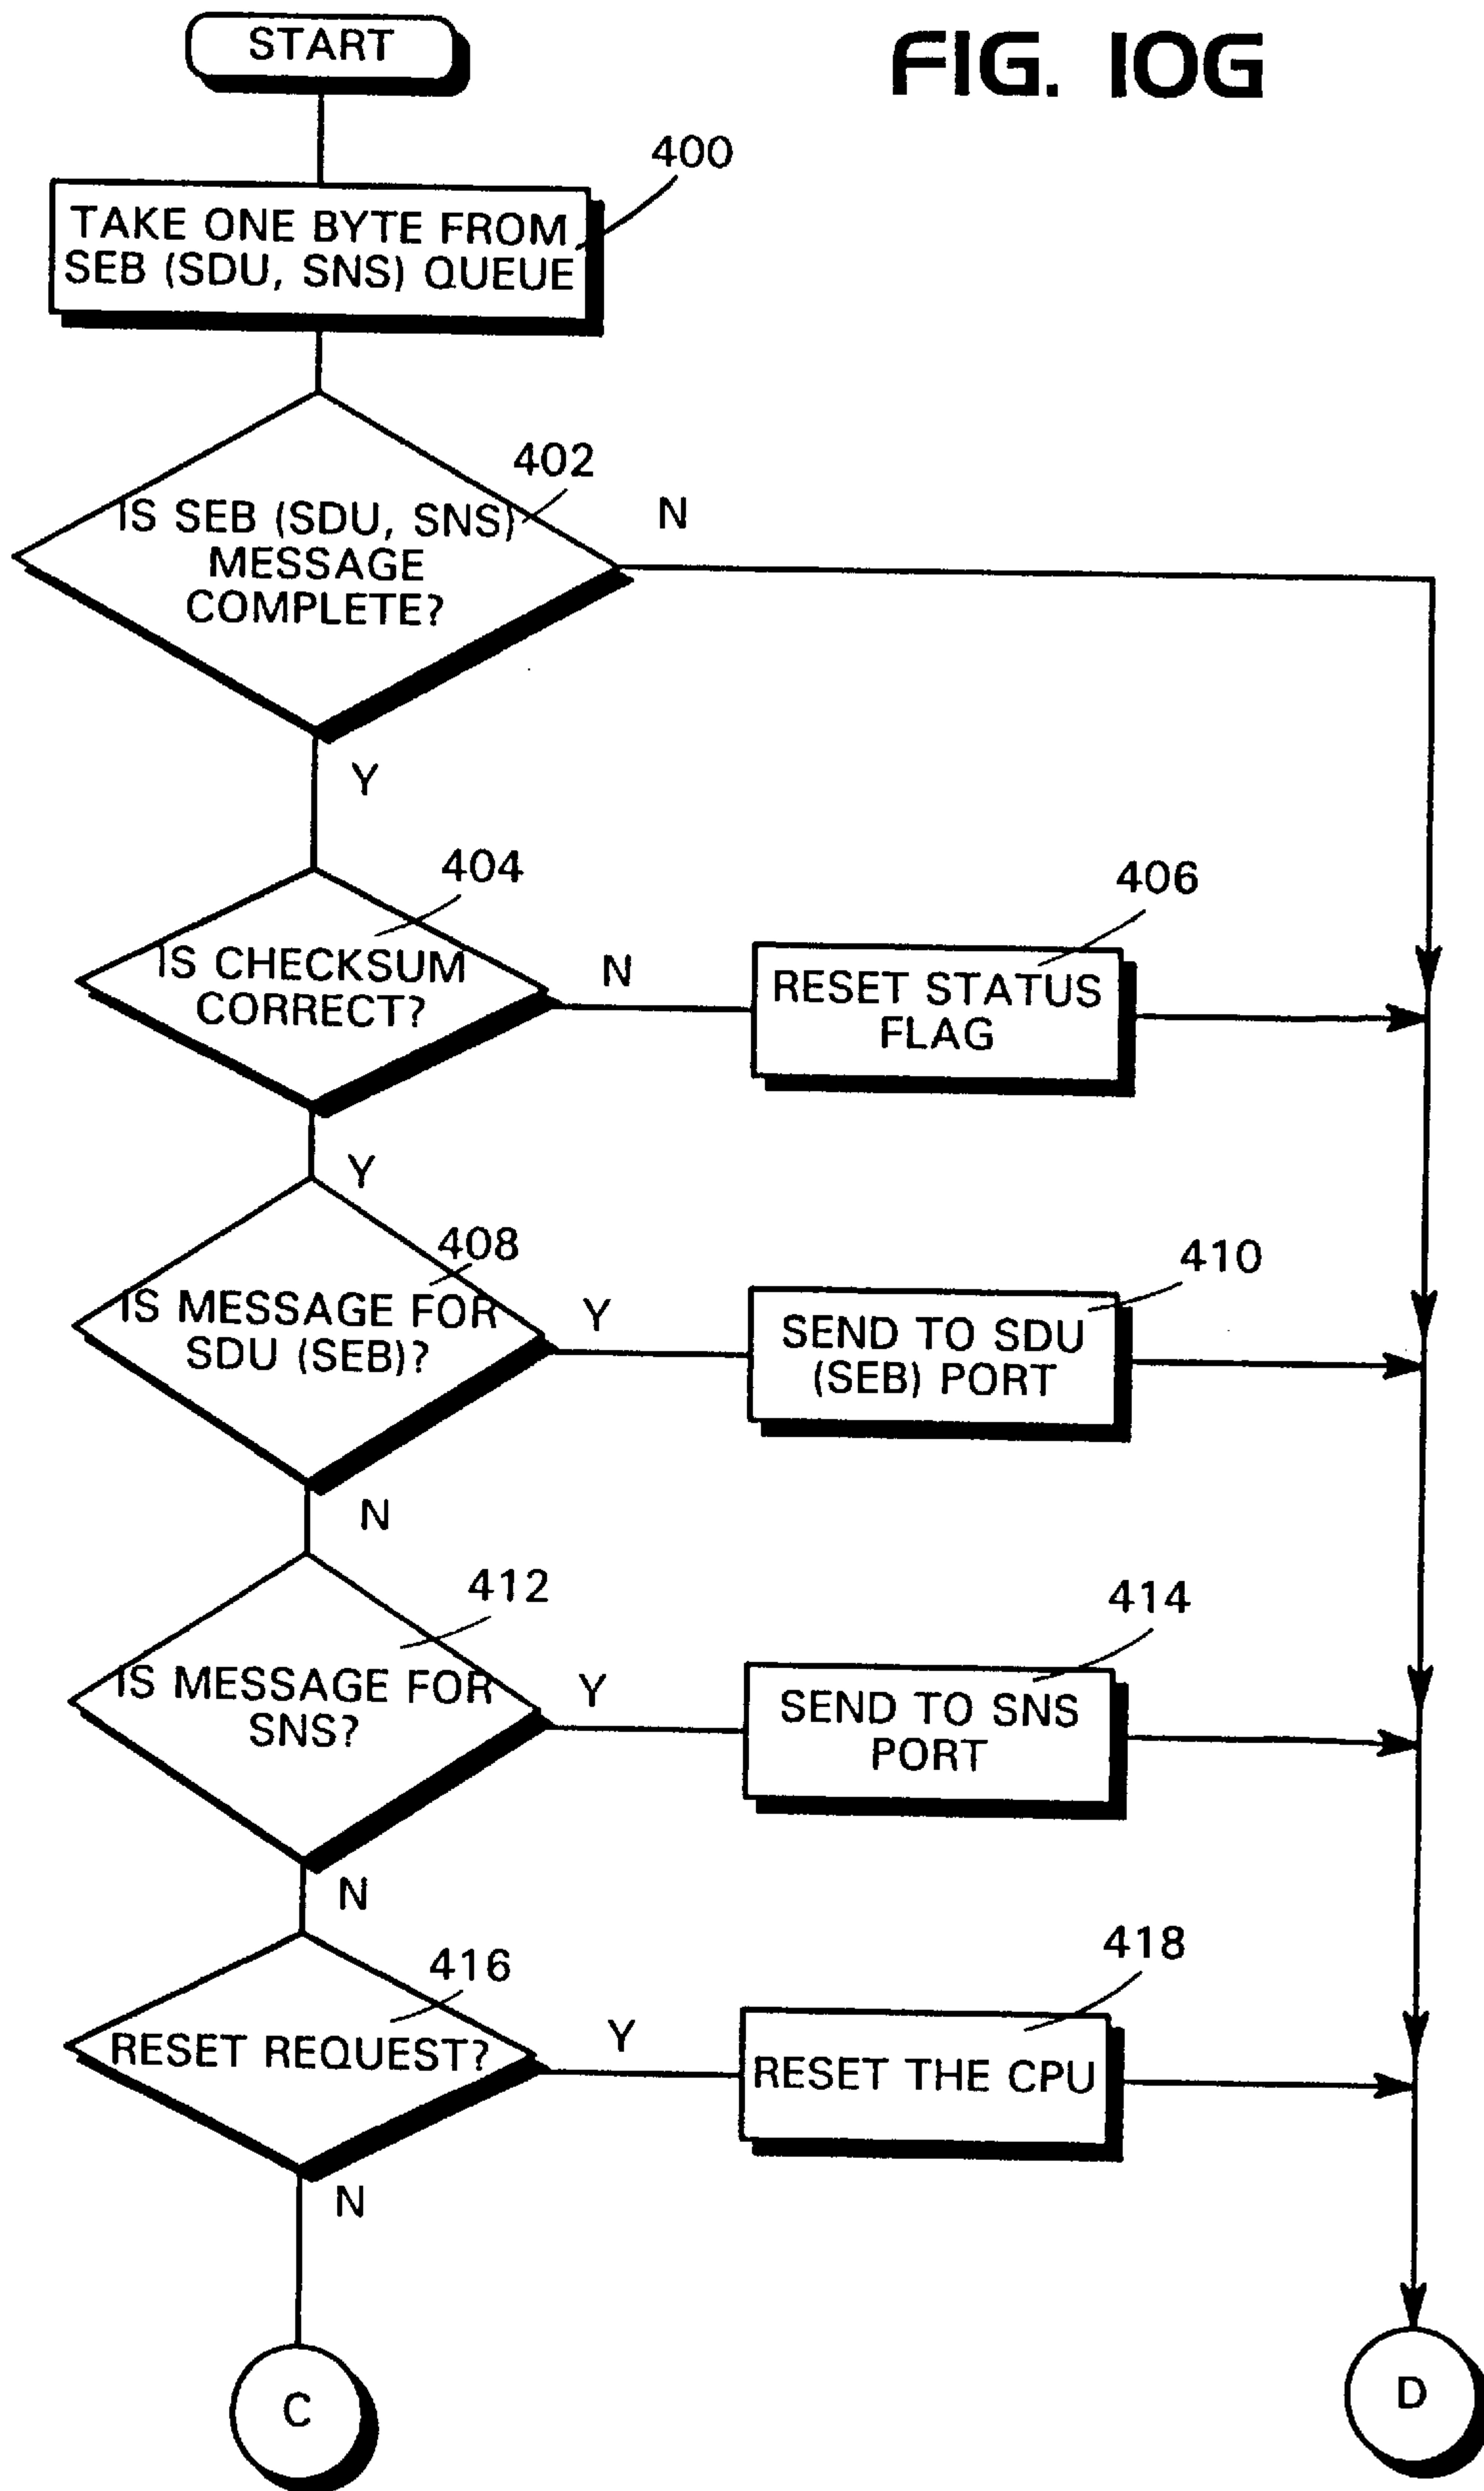 START
FIG. 10G
400
TAKE ONE BYTE FROM
SEB (SDU, SNS) QUEUE
402
IS SEB (SDU, SNS)
MESSAGE
COMPLETE?
N
Y
404
IS CHECKSUM
CORRECT?
N
406
RESET STATUS
FLAG
Y
408
IS MESSAGE FOR
SDU (SEB)?
Y
410
SEND TO SDU
(SEB) PORT
N
412
IS MESSAGE FOR
SNS?
Y
414
SEND TO SNS
PORT
N
416
RESET REQUEST?
Y
418
RESET THE CPU
N
C
D